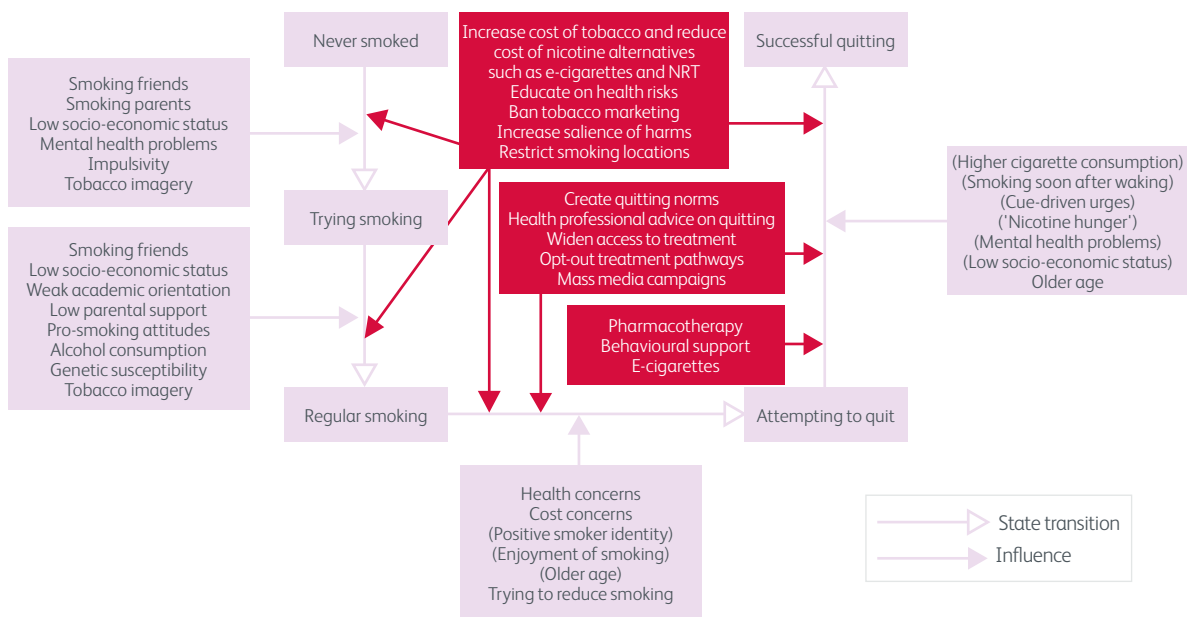 Never smoked
Increase cost of tobacco and reduce
cost of nicotine alternatives
such as e-cigarettes and NRT
Educate on health risks
Ban tobacco marketing
Increase salience of harms
Restrict smoking locations
Successful quitting
Smoking friends
Smoking parents
Low socio-economic status
Mental health problems
Impulsivity
Tobacco imagery
Trying smoking
Create quitting norms
Health professional advice on quitting
Widen access to treatment
Opt-out treatment pathways
Mass media campaigns
(Higher cigarette consumption)
(Smoking soon after waking)
(Cue-driven urges)
('Nicotine hunger')
(Mental health problems)
(Low socio-economic status)
Older age
Smoking friends
Low socio-economic status
Weak academic orientation
Low parental support
Pro-smoking attitudes
Alcohol consumption
Genetic susceptibility
Tobacco imagery
Pharmacotherapy
Behavioural support
E-cigarettes
Regular smoking
Attempting to quit
Health concerns
Cost concerns
(Positive smoker identity)
(Enjoyment of smoking)
(Older age)
Trying to reduce smoking
State transition
Influence